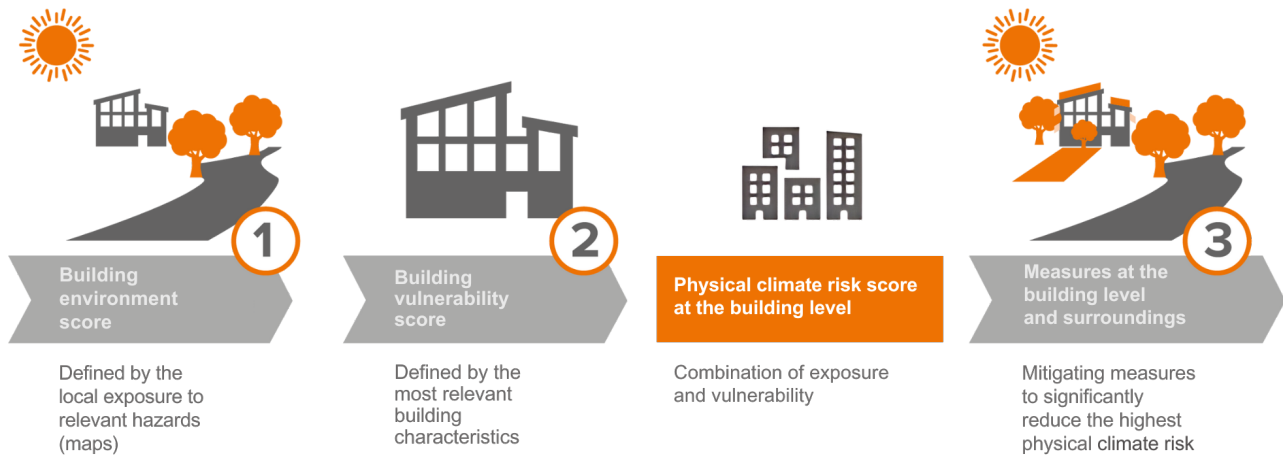 1
Building
environment
score
Defined by the
local exposure to
relevant hazards
(maps)
2
Building
vulnerability
score
Defined by the
most relevant
building
characteristics
Physical climate risk score
at the building level
Combination of exposure
and vulnerability
3
Measures at the
building level
and surroundings
Mitigating measures
to significantly
reduce the highest
physical climate risk